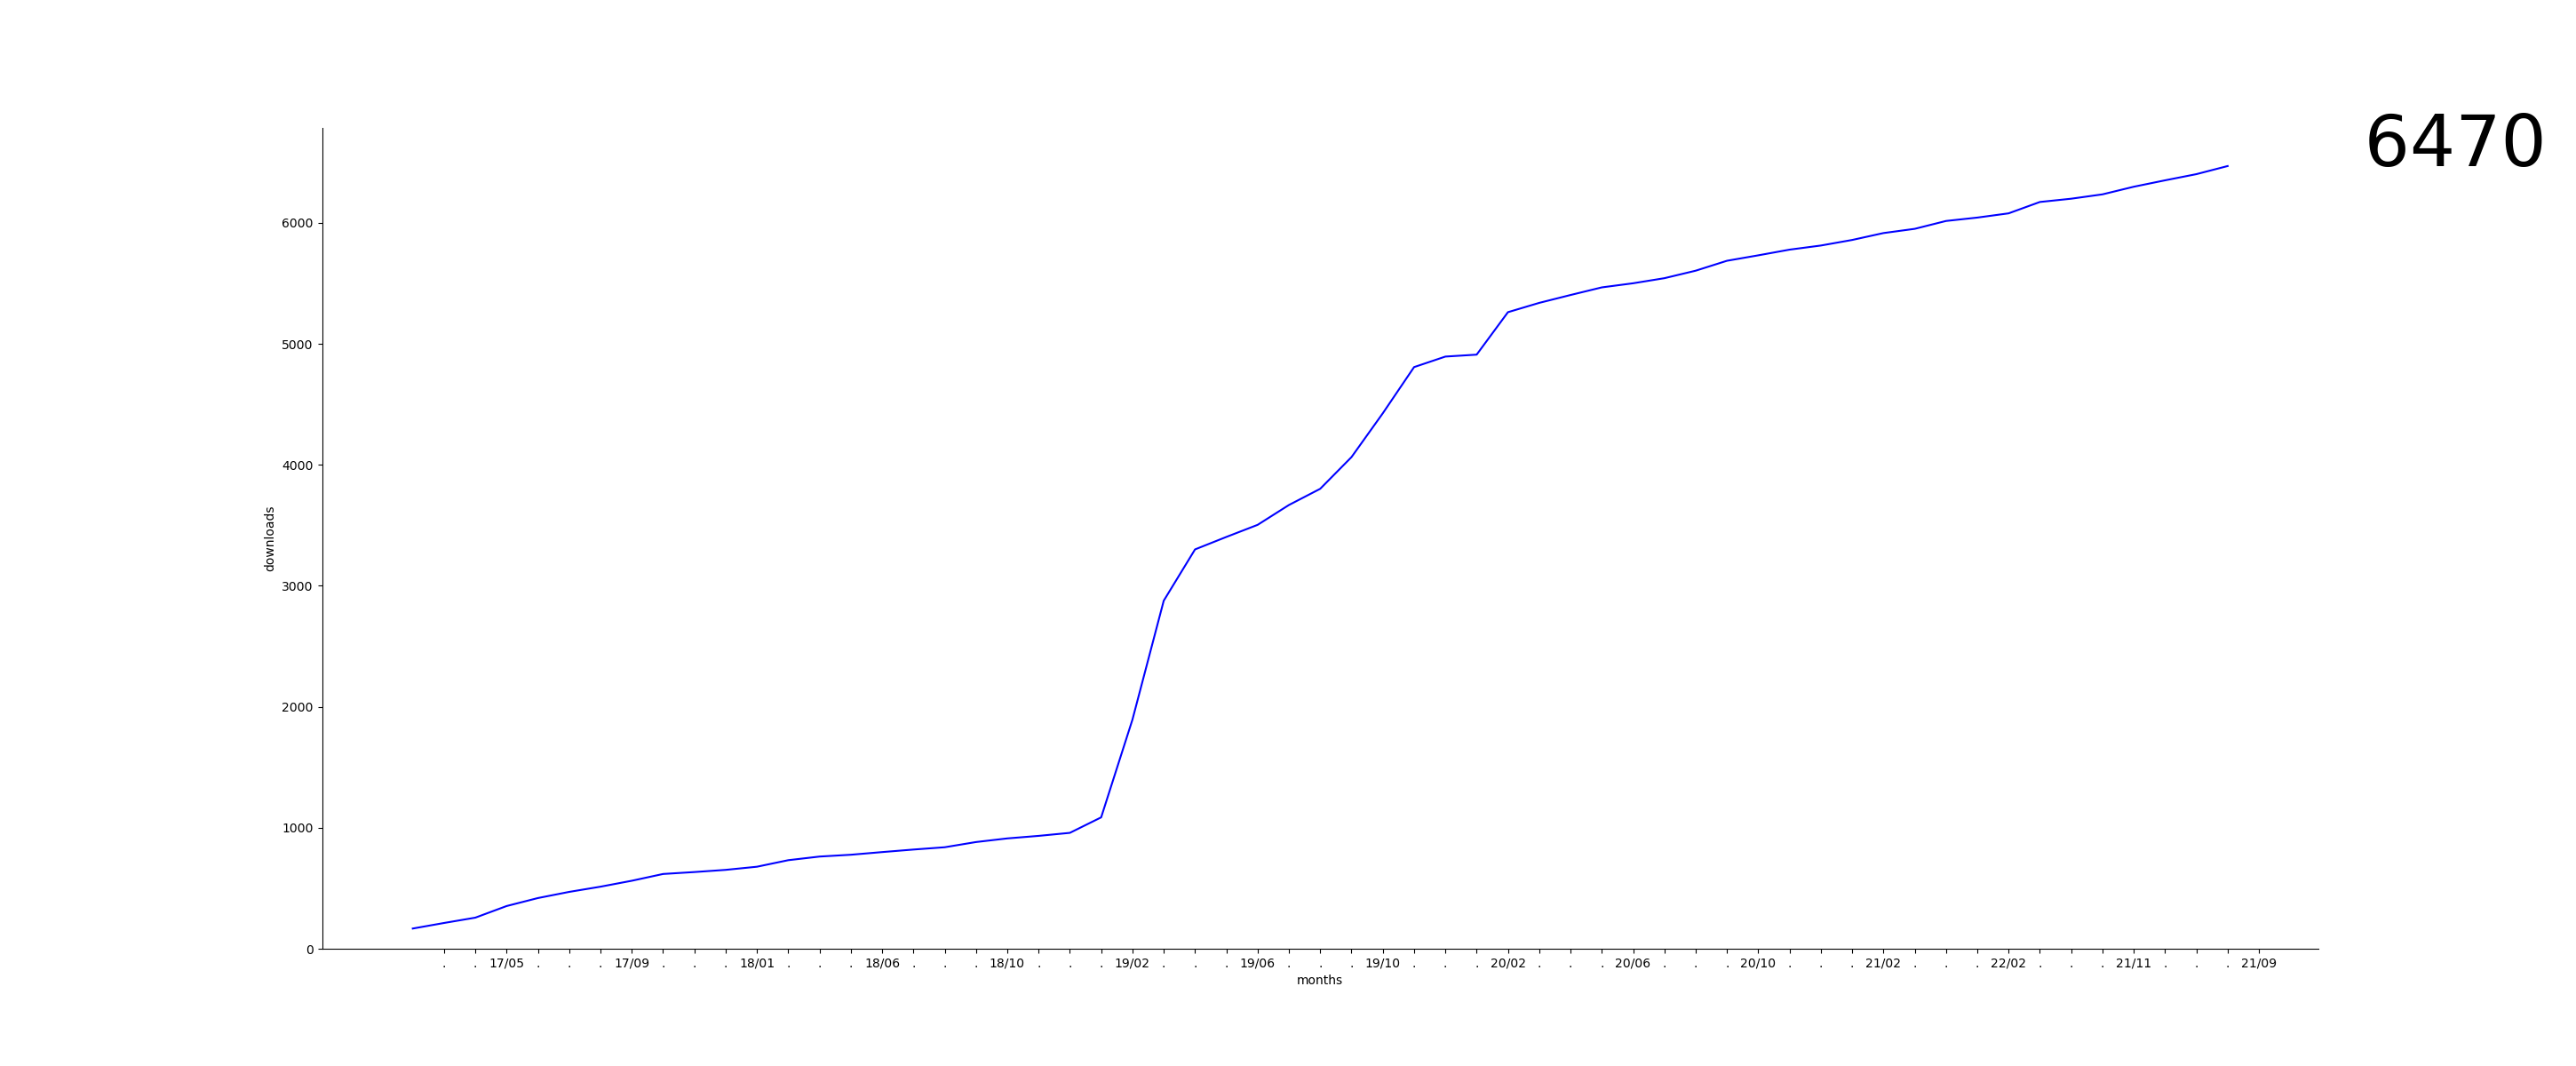 6470
6000
5000
4000
3000
2000
1000
0
downloads
. . 17/05 . . . 17/09 . . . 18/01 . . . 18/06 . . . 18/10 . . . 19/02 . . . 19/06 . . . 19/10 . . . 20/02 . . . 20/06 . . . 20/10 . . . 21/02 . . . 22/02 . . . 21/11 . . . 21/09
months